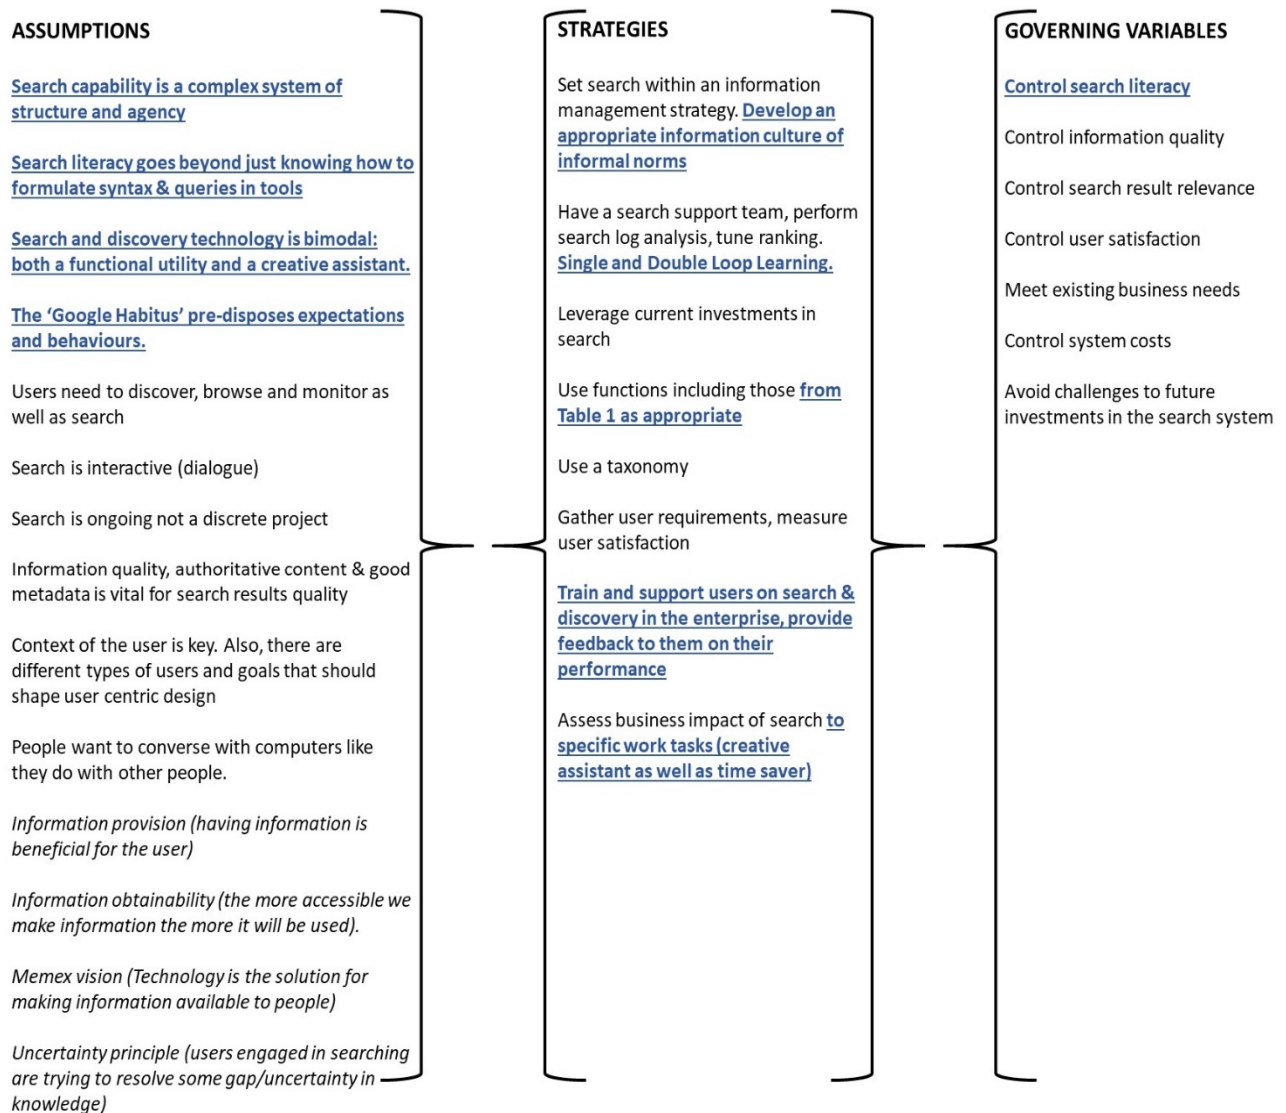 ASSUMPTIONS
Search capability is a complex system of
structure and agency
Search literacy goes beyond just knowing how to
formulate syntax & queries in tools
Search and discovery technology is bimodal:
both a functional utility and a creative assistant.
The ‘Google Habitus’ pre-disposes expectations
and behaviours.
Users need to discover, browse and monitor as
well as search
Search is interactive (dialogue)
Search is ongoing not a discrete project
Information quality, authoritative content & good
metadata is vital for search results quality
Context of the user is key. Also, there are
different types of users and goals that should
shape user centric design
People want to converse with computers like
they do with other people.
Information provision (having information is
beneficial for the user)
Information obtainability (the more accessible we
make information the more it will be used).
Memex vision (Technology is the solution for
making information available to people)
Uncertainty principle (users engaged in searching
are trying to resolve some gap/uncertainty in
knowledge)
STRATEGIES
Set search within an information
management strategy. Develop an
appropriate information culture of
informal norms
Have a search support team, perform
search log analysis, tune ranking.
Single and Double Loop Learning.
Leverage current investments in
search
Use functions including those from
Table 1 as appropriate
Use a taxonomy
Gather user requirements, measure
user satisfaction
Train and support users on search &
discovery in the enterprise, provide
feedback to them on their
performance
Assess business impact of search to
specific work tasks (creative
assistant as well as time saver)
GOVERNING VARIABLES
Control search literacy
Control information quality
Control search result relevance
Control user satisfaction
Meet existing business needs
Control system costs
Avoid challenges to future
investments in the search system